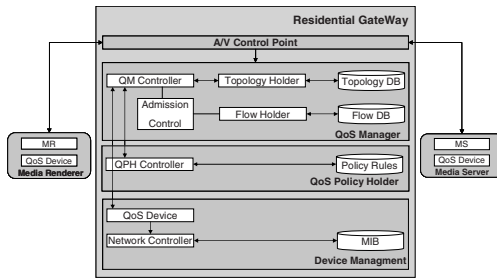 Residential GateWay
A/V Control Point
QM Controller
Topology Holder
Topology DB
Admission
Control
Flow Holder
Flow DB
QoS Manager
MR
QoS Device
Media Renderer
MS
QoS Device
Media Server
QPH Controller
Policy Rules
QoS Policy Holder
QoS Device
Network Controller
MIB
Device Managment